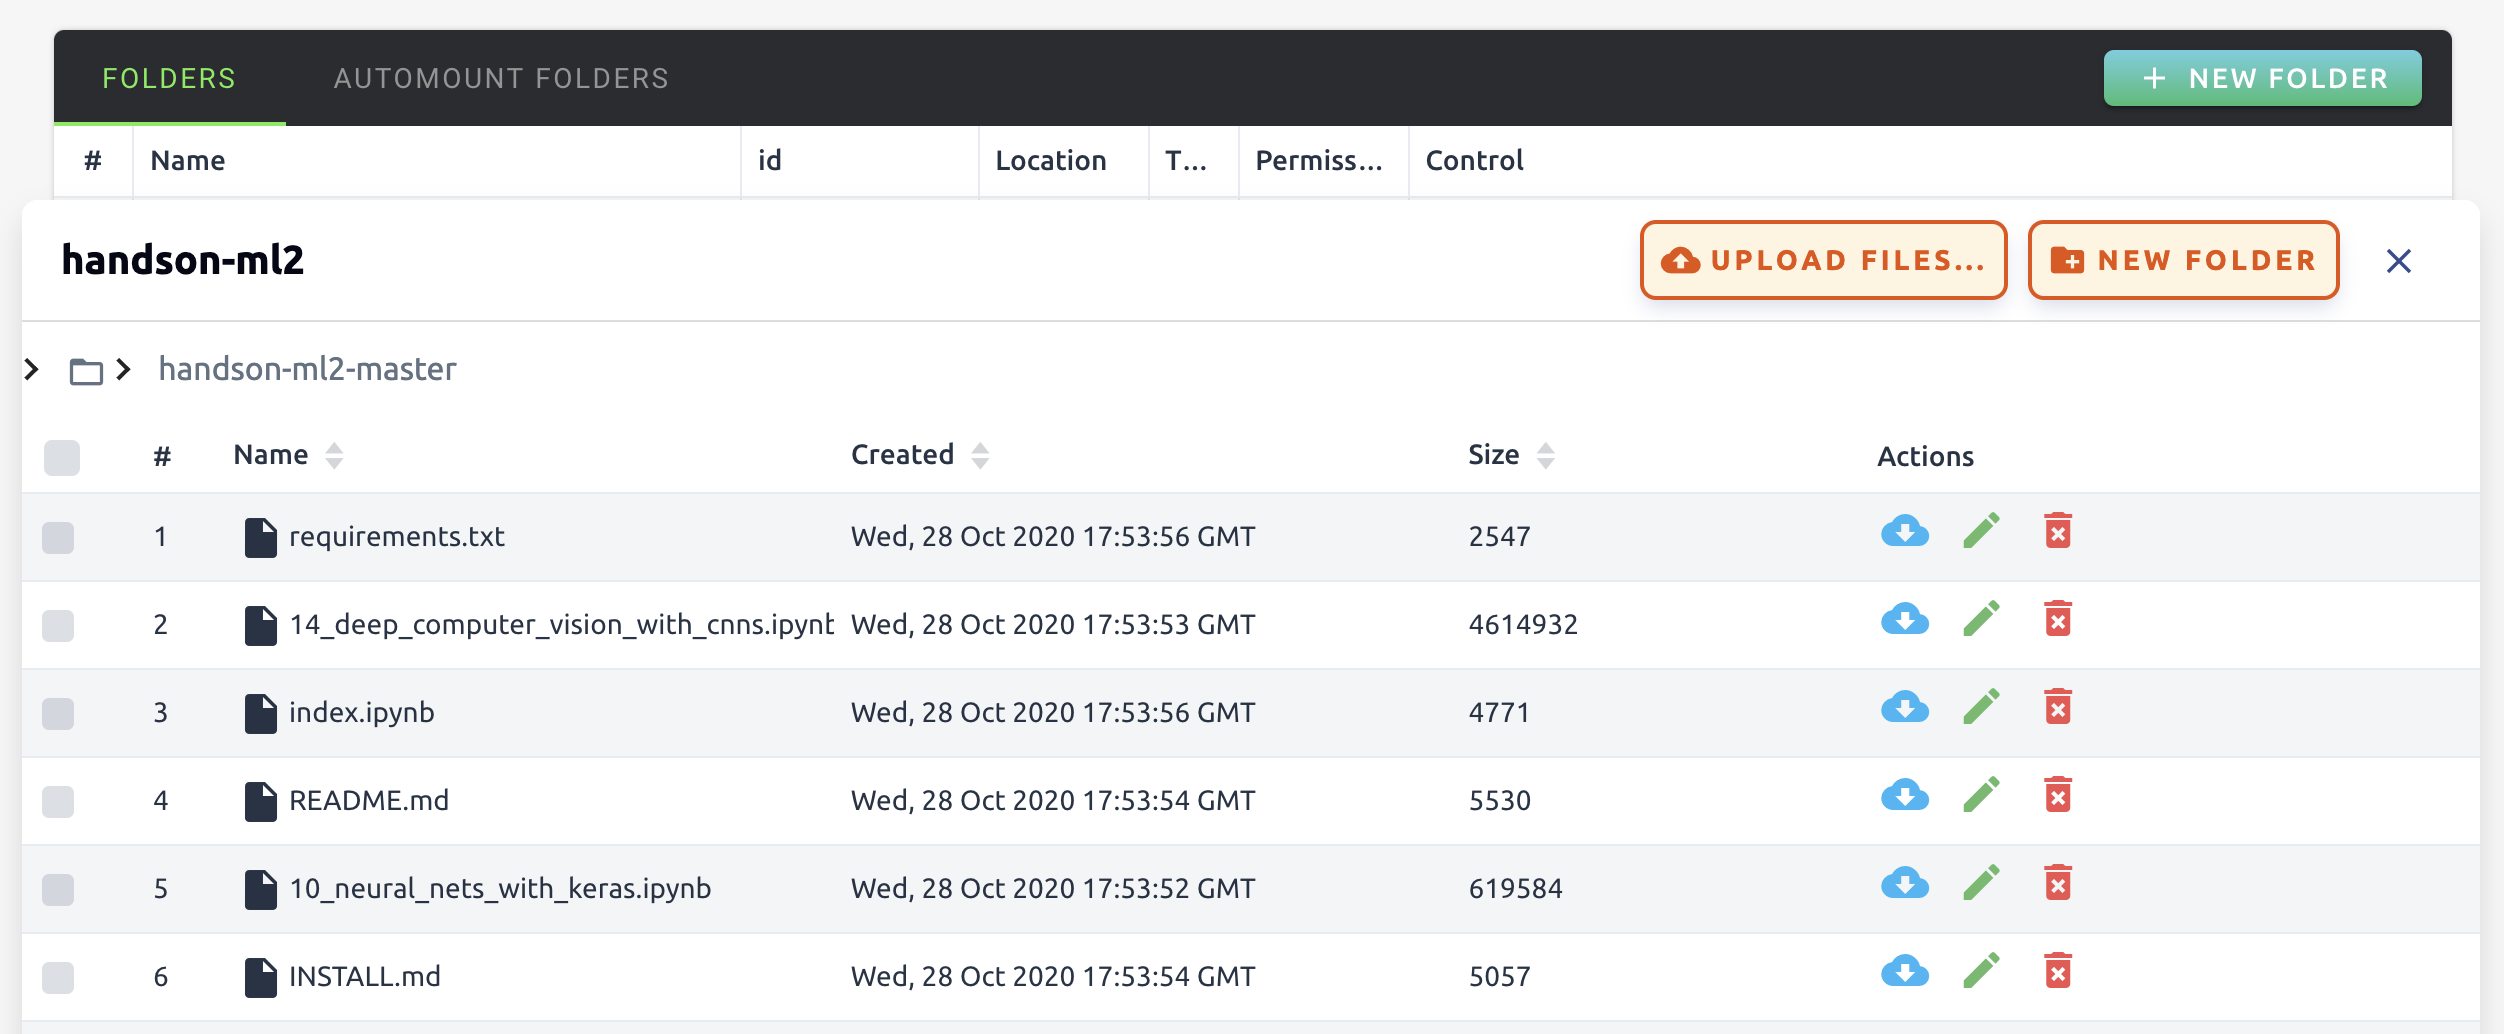 FOLDERS AUTOMOUNT FOLDERS + NEW FOLDER
# Name id Location T... Permiss... Control
handson-ml2 UPLOAD FILES... NEW FOLDER
handson-ml2-master
# Name Created Size Actions
1 requirements.txt Wed, 28 Oct 2020 17:53:56 GMT 2547
2 14_deep_computer_vision_with_cnns.ipynb Wed, 28 Oct 2020 17:53:53 GMT 4614932
3 index.ipynb Wed, 28 Oct 2020 17:53:56 GMT 4771
4 README.md Wed, 28 Oct 2020 17:53:54 GMT 5530
5 10_neural_nets_with_keras.ipynb Wed, 28 Oct 2020 17:53:52 GMT 619584
6 INSTALL.md Wed, 28 Oct 2020 17:53:54 GMT 5057